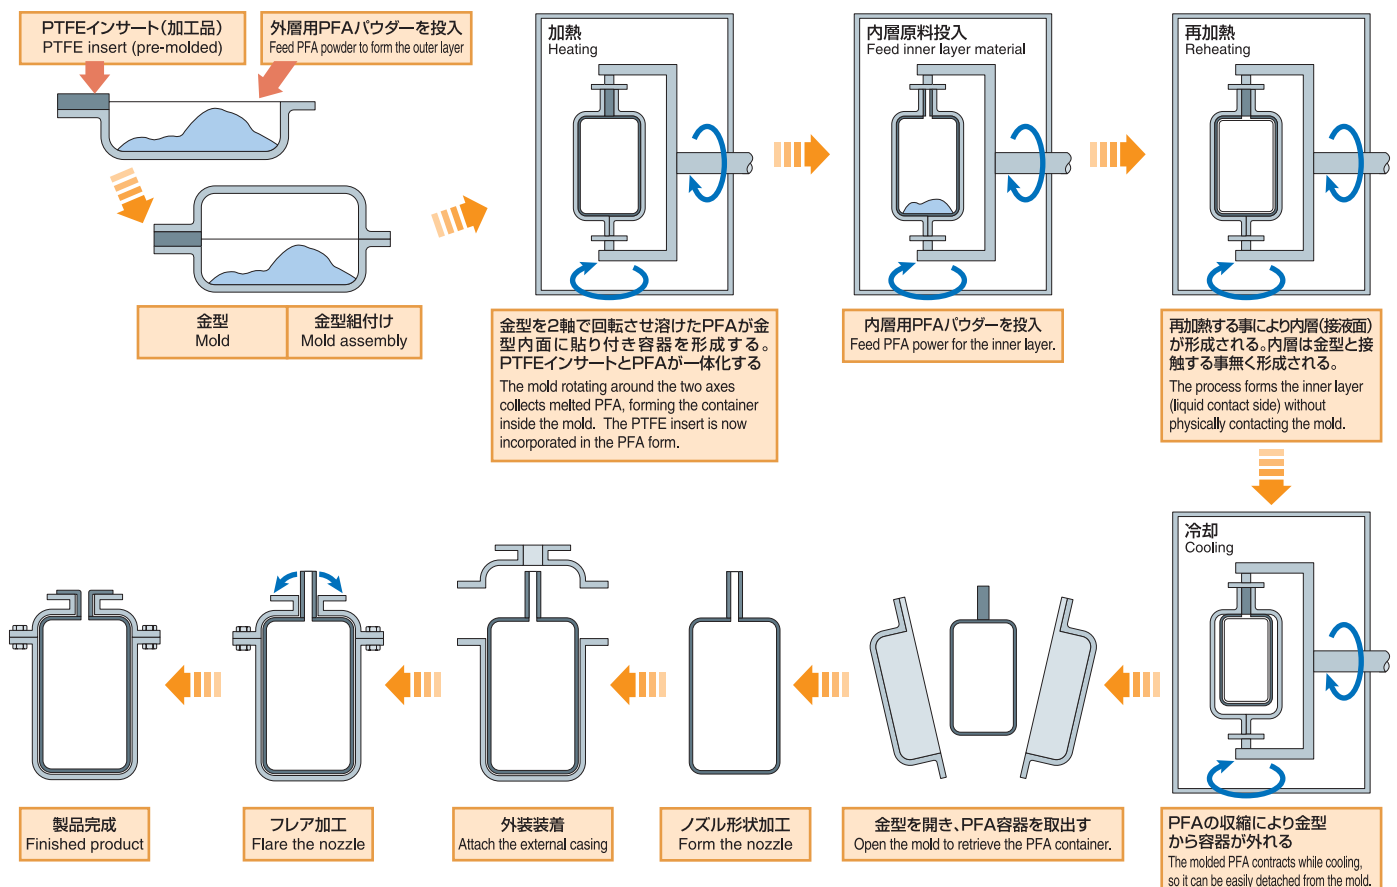 PTFEインサート(加工品)
PTFE insert (pre-molded)
外層用PFAパウダーを投入
Feed PFA powder to form the outer layer
金型
Mold
金型組付け
Mold assembly
加熱
Heating
金型を2軸で回転させ溶けたPFAが金
型内面に貼り付き容器を形成する。
PTFEインサートとPFAが一体化する
The mold rotating around the two axes
collects melted PFA, forming the container
inside the mold.  The PTFE insert is now
incorporated in the PFA form.
内層原料投入
Feed inner layer material
内層用PFAパウダーを投入
Feed PFA power for the inner layer.
再加熱
Reheating
再加熱する事により内層(接液面)
が形成される。内層は金型と接
触する事無く形成される。
The process forms the inner layer
(liquid contact side) without
physically contacting the mold.
冷却
Cooling
PFAの収縮により金型
から容器が外れる
The molded PFA contracts while cooling,
so it can be easily detached from the mold.
金型を開き、PFA容器を取出す
Open the mold to retrieve the PFA container.
ノズル形状加工
Form the nozzle
外装装着
Attach the external casing
フレア加工
Flare the nozzle
製品完成
Finished product